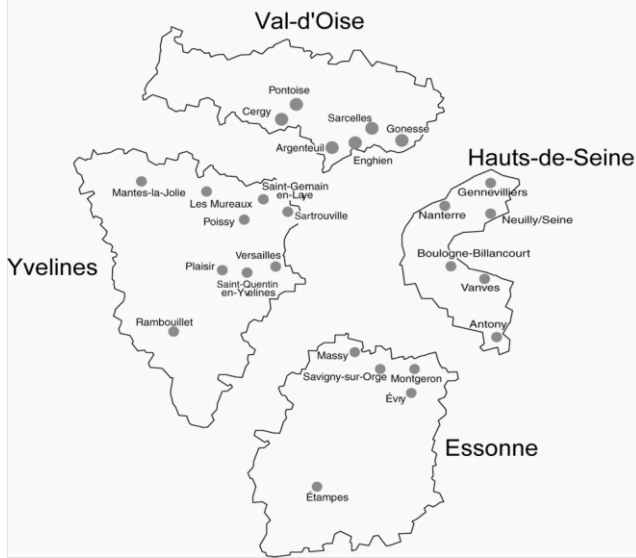 Val-d'Oise
Pontoise
Cergy
Sarcelles
Gonesse
Argenteuil
Enghien
Hauts-de-Seine
Gennevilliers
Nanterre
Neuilly/Seine
Boulogne-Billancourt
Vanves
Antony
Yvelines
Mantes-la-Jolie
Les Mureaux
Saint-Germain
en-Laye
Poissy
Sartrouville
Versailles
Plaisir
Saint-Quentin
en-Yvelines
Rambouillet
Massy
Savigny-sur-Orge
Montgeron
Évry
Essonne
Étampes